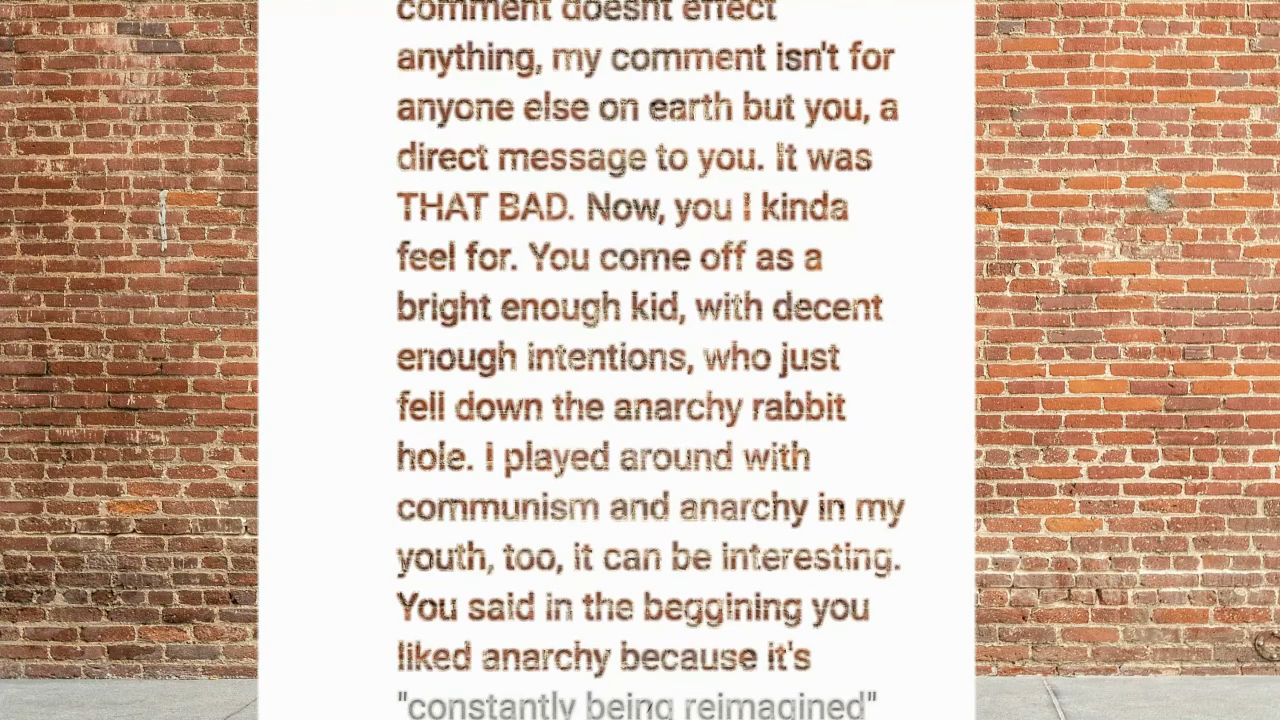 comment doesnt effect
anything, my comment isn't for
anyone else on earth but you, a
direct message to you. It was
THAT BAD. Now, you I kinda
feel for. You come off as a
bright enough kid, with decent
enough intentions, who just
fell down the anarchy rabbit
hole. I played around with
communism and anarchy in my
youth, too, it can be interesting.
You said in the beggining you
liked anarchy because it's
"constantly being reimagined"